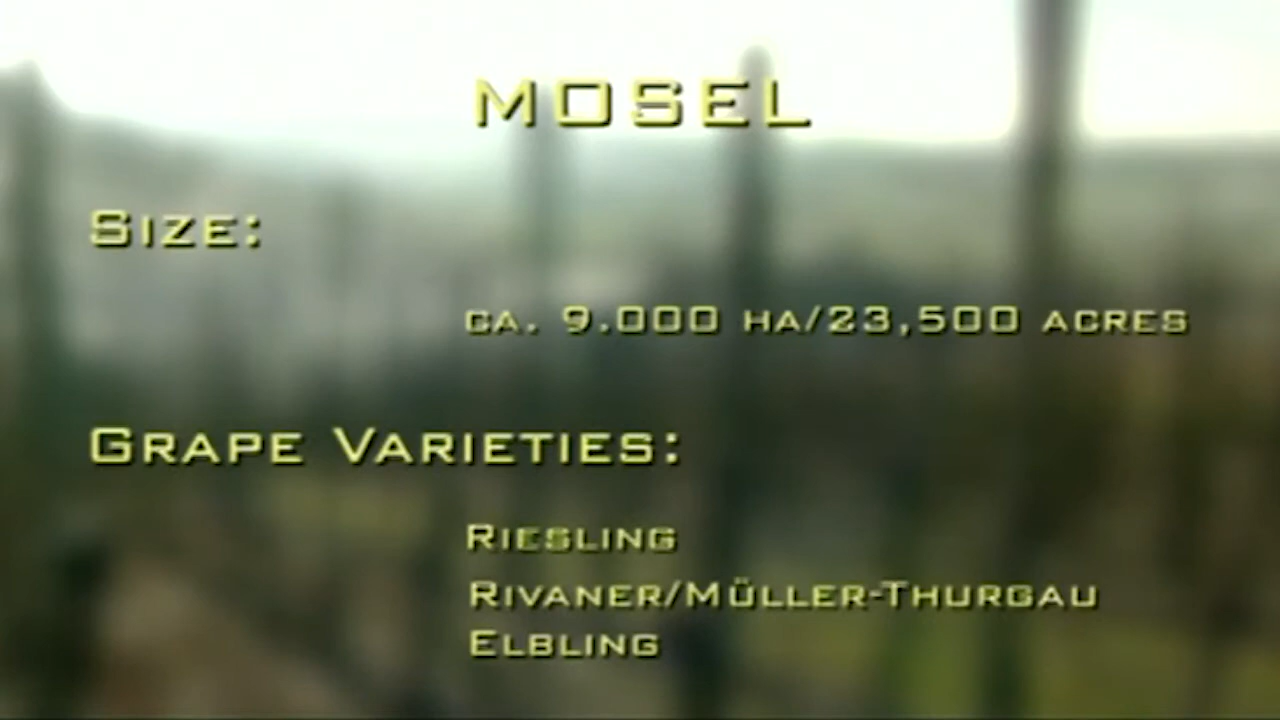 MOSEL
SIZE:
CA. 9.000 HA/23,500 ACRES
GRAPE VARIETIES:
RIESLING
RIVANER/MÜLLER-THURGAU
ELBLING